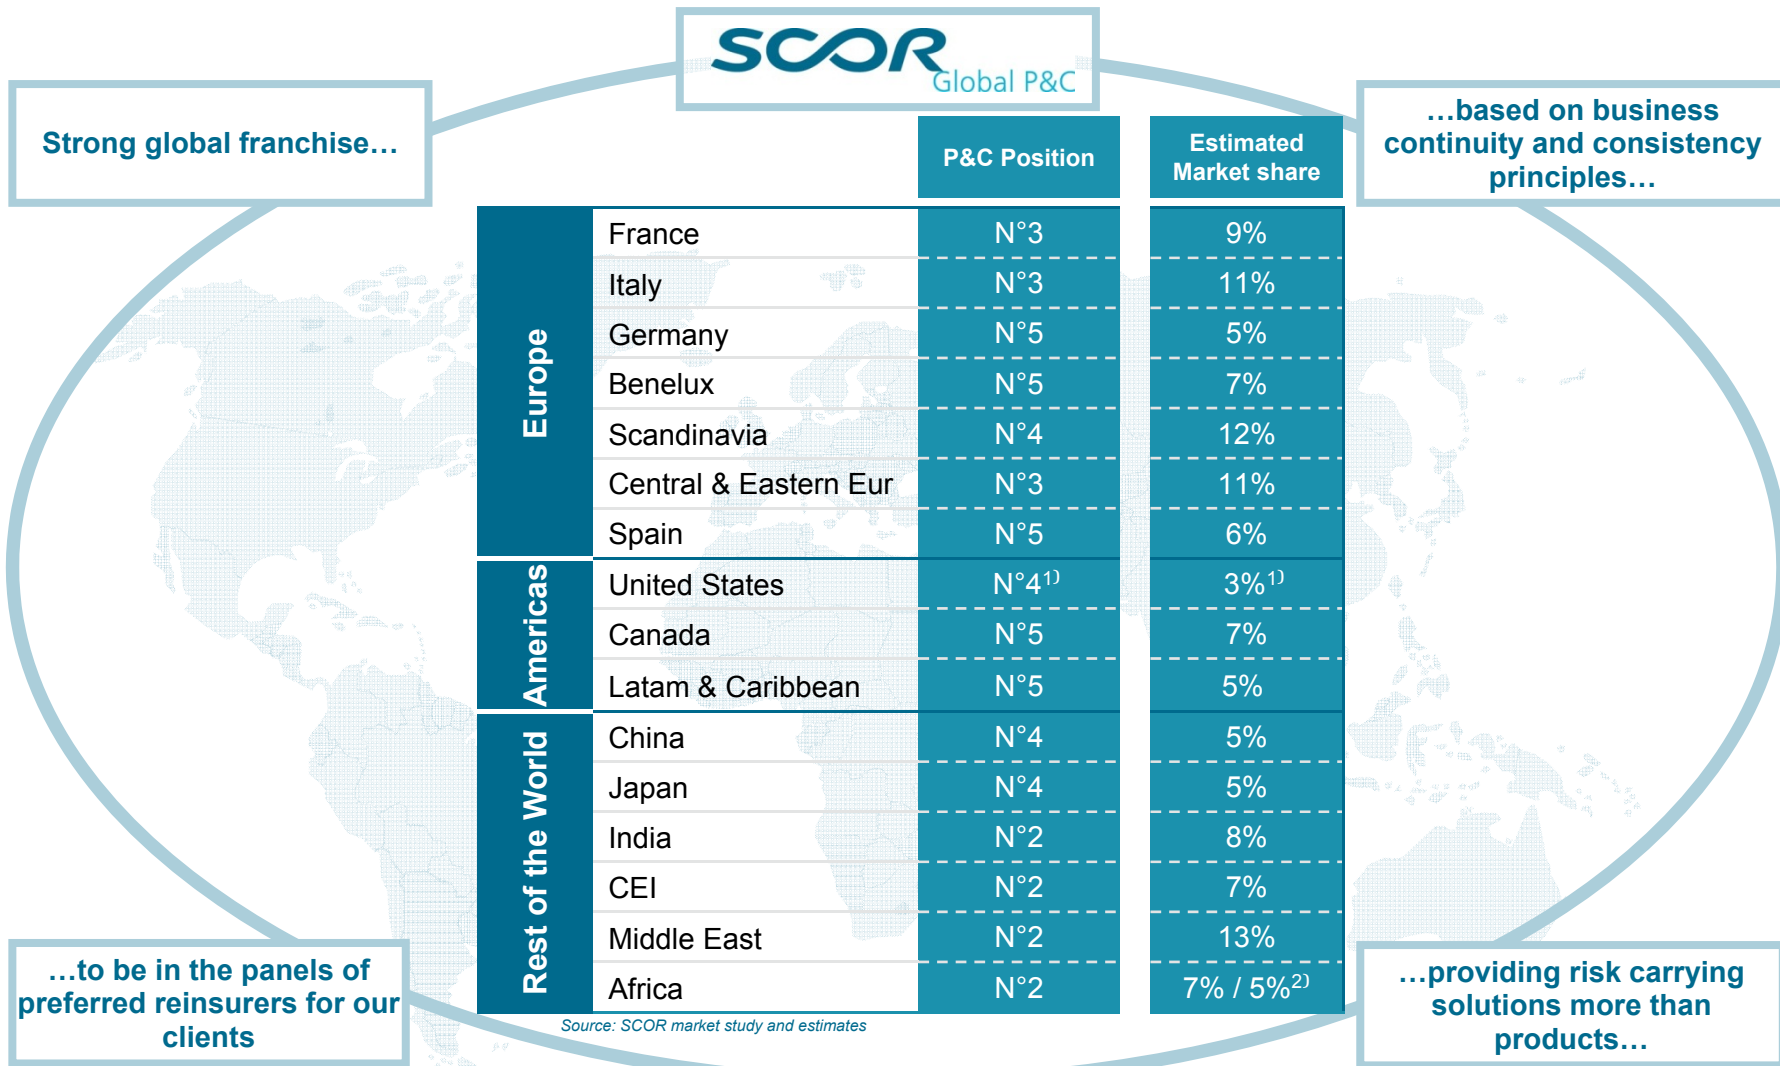 SCOR
Global P&C
Strong global franchise…
…based on business
continuity and consistency
principles…
P&C Position
Estimated
Market share
Europe
France N°3 9%
Italy N°3 11%
Germany N°5 5%
Benelux N°5 7%
Scandinavia N°4 12%
Central & Eastern Eur N°3 11%
Spain N°5 6%
Americas
United States N°4¹⁾ 3%¹⁾
Canada N°5 7%
Latam & Caribbean N°5 5%
Rest of the World
China N°4 5%
Japan N°4 5%
India N°2 8%
CEI N°2 7%
Middle East N°2 13%
Africa N°2 7% / 5%²⁾
Source: SCOR market study and estimates
…to be in the panels of
preferred reinsurers for our
clients
…providing risk carrying
solutions more than
products…